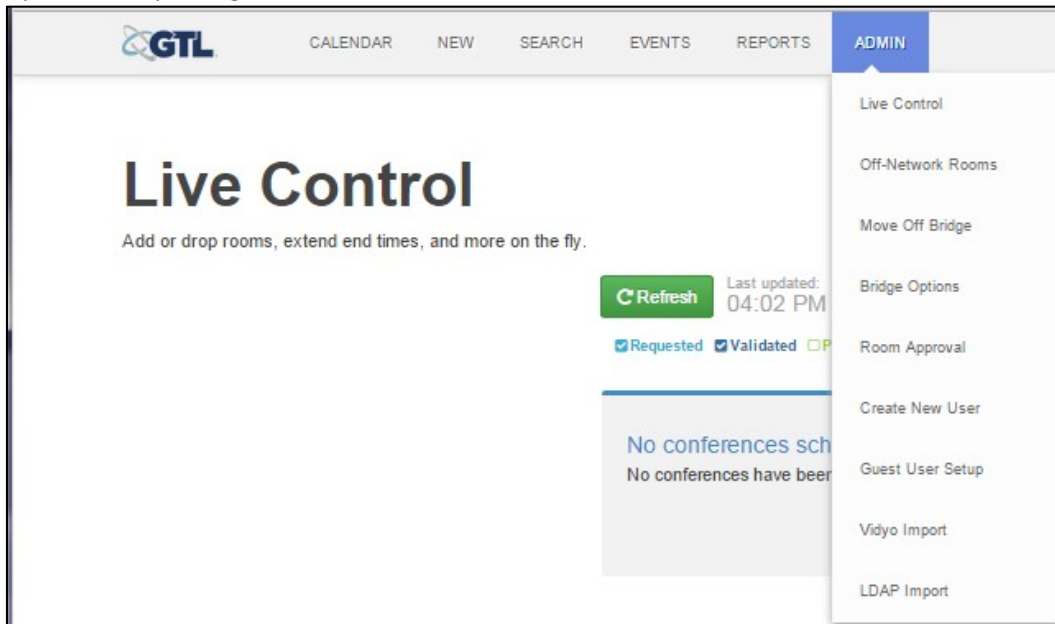 GTL
CALENDAR NEW SEARCH EVENTS REPORTS ADMIN
Live Control
Off-Network Rooms
Move Off Bridge
Bridge Options
Room Approval
Create New User
Guest User Setup
Vidyo Import
LDAP Import
Live Control
Add or drop rooms, extend end times, and more on the fly.
Refresh
Last updated:
04:02 PM
Requested Validated
No conferences
No conferences have